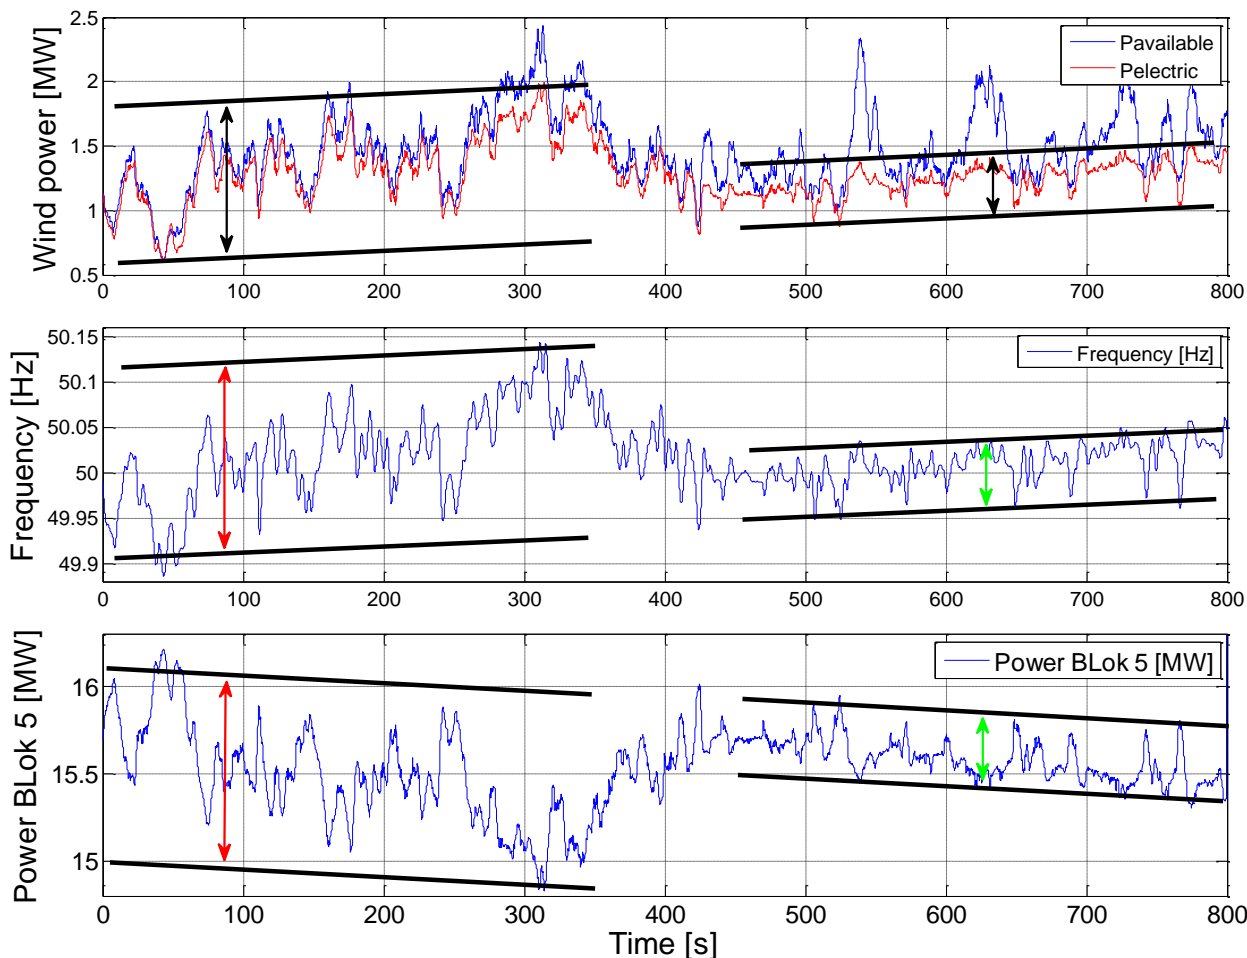 2.5
2
1.5
1
0.5
Wind power [MW]
Pavailable
Pelectric
0 100 200 300 400 500 600 700 800
50.15
50.1
50.05
50
49.95
49.9
Frequency [Hz]
Frequency [Hz]
0 100 200 300 400 500 600 700 800
16
15.5
15
Power BLok 5 [MW]
Power BLok 5 [MW]
0 100 200 300 400 500 600 700 800
Time [s]